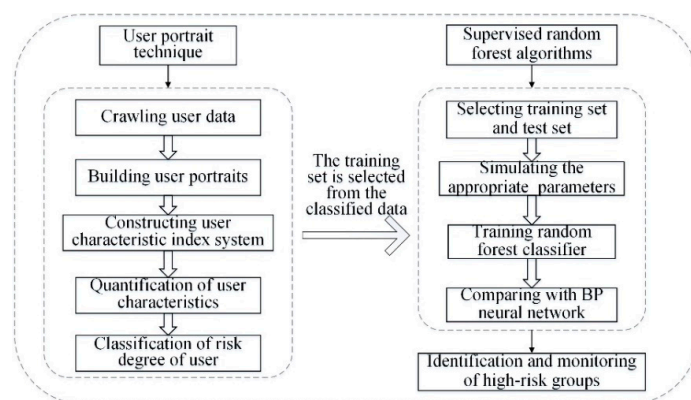 User portrait
technique
Crawling user data
Building user portraits
Constructing user
characteristic index system
Quantification of user
characteristics
Classification of risk
degree of user
The training
set is selected
from the
classified data
Supervised random
forest algorithms
Selecting training set
and test set
Simulating the
appropriate parameters
Training random
forest classifier
Comparing with BP
neural network
Identification and monitoring
of high-risk groups